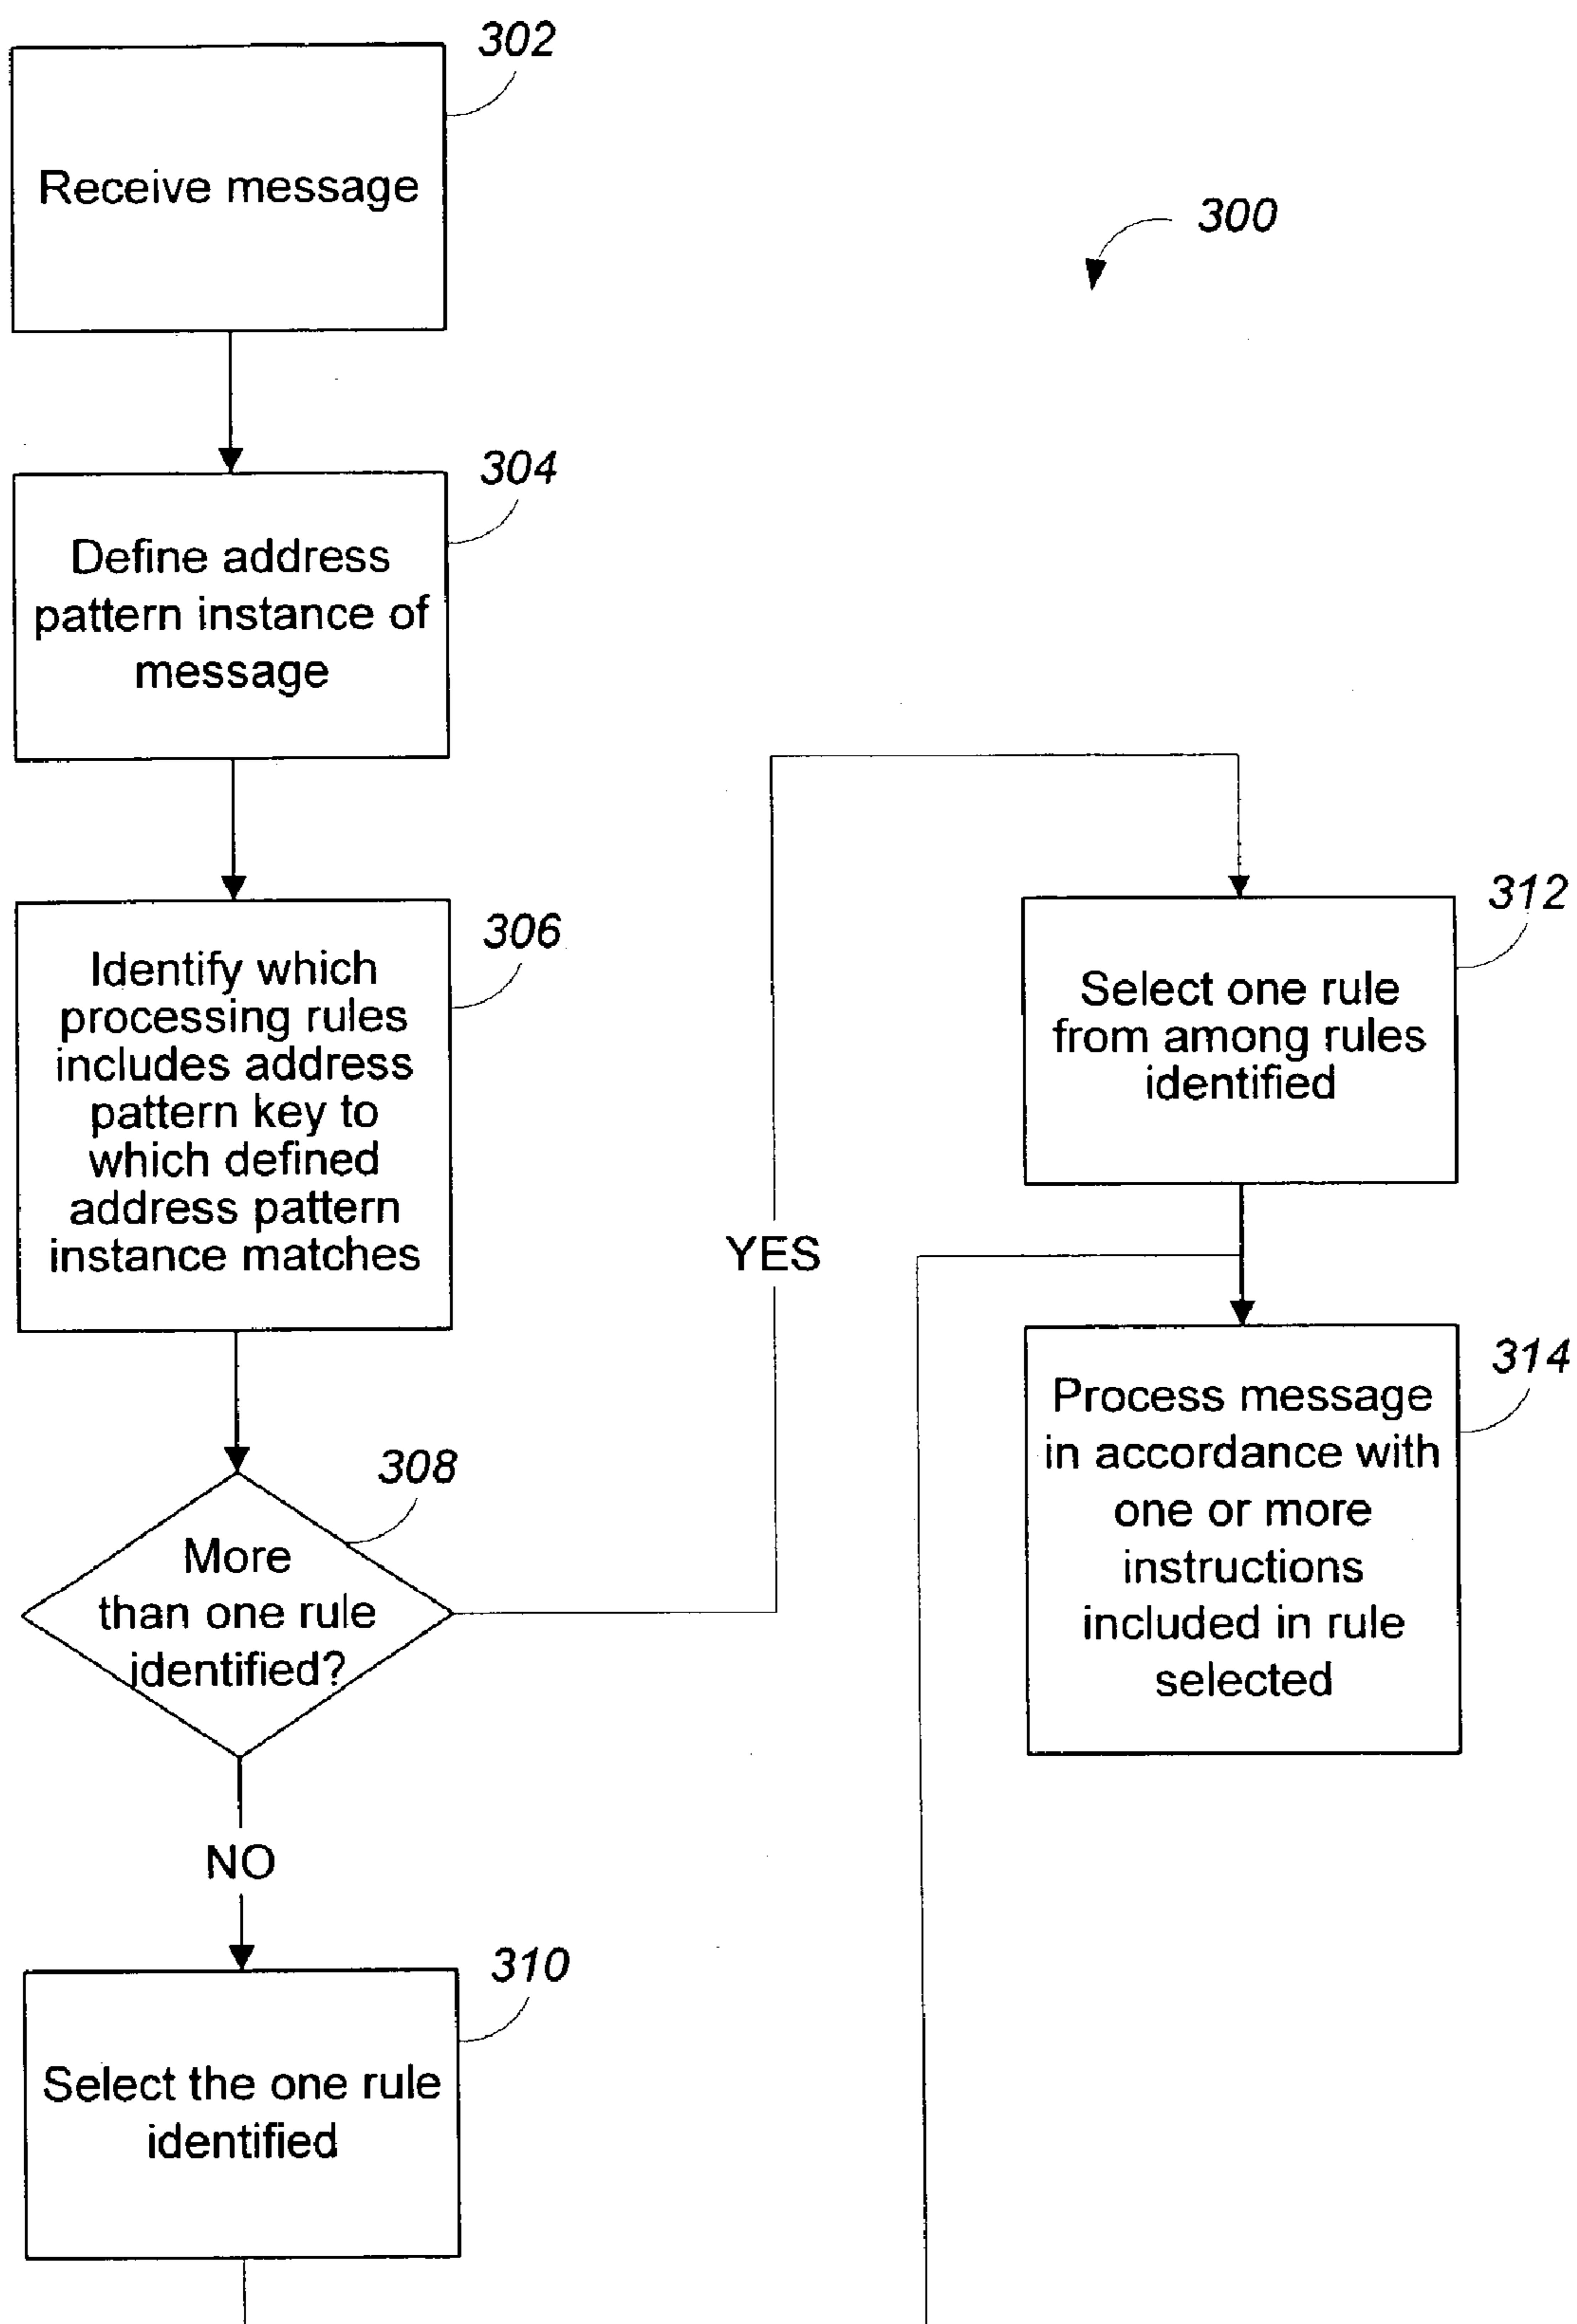 302
Receive message
300
304
Define address
pattern instance of
message
306
Identify which
processing rules
includes address
pattern key to
which defined
address pattern
instance matches
308
More
than one rule
identified?
YES
NO
310
Select the one rule
identified
312
Select one rule
from among rules
identified
314
Process message
in accordance with
one or more
instructions
included in rule
selected